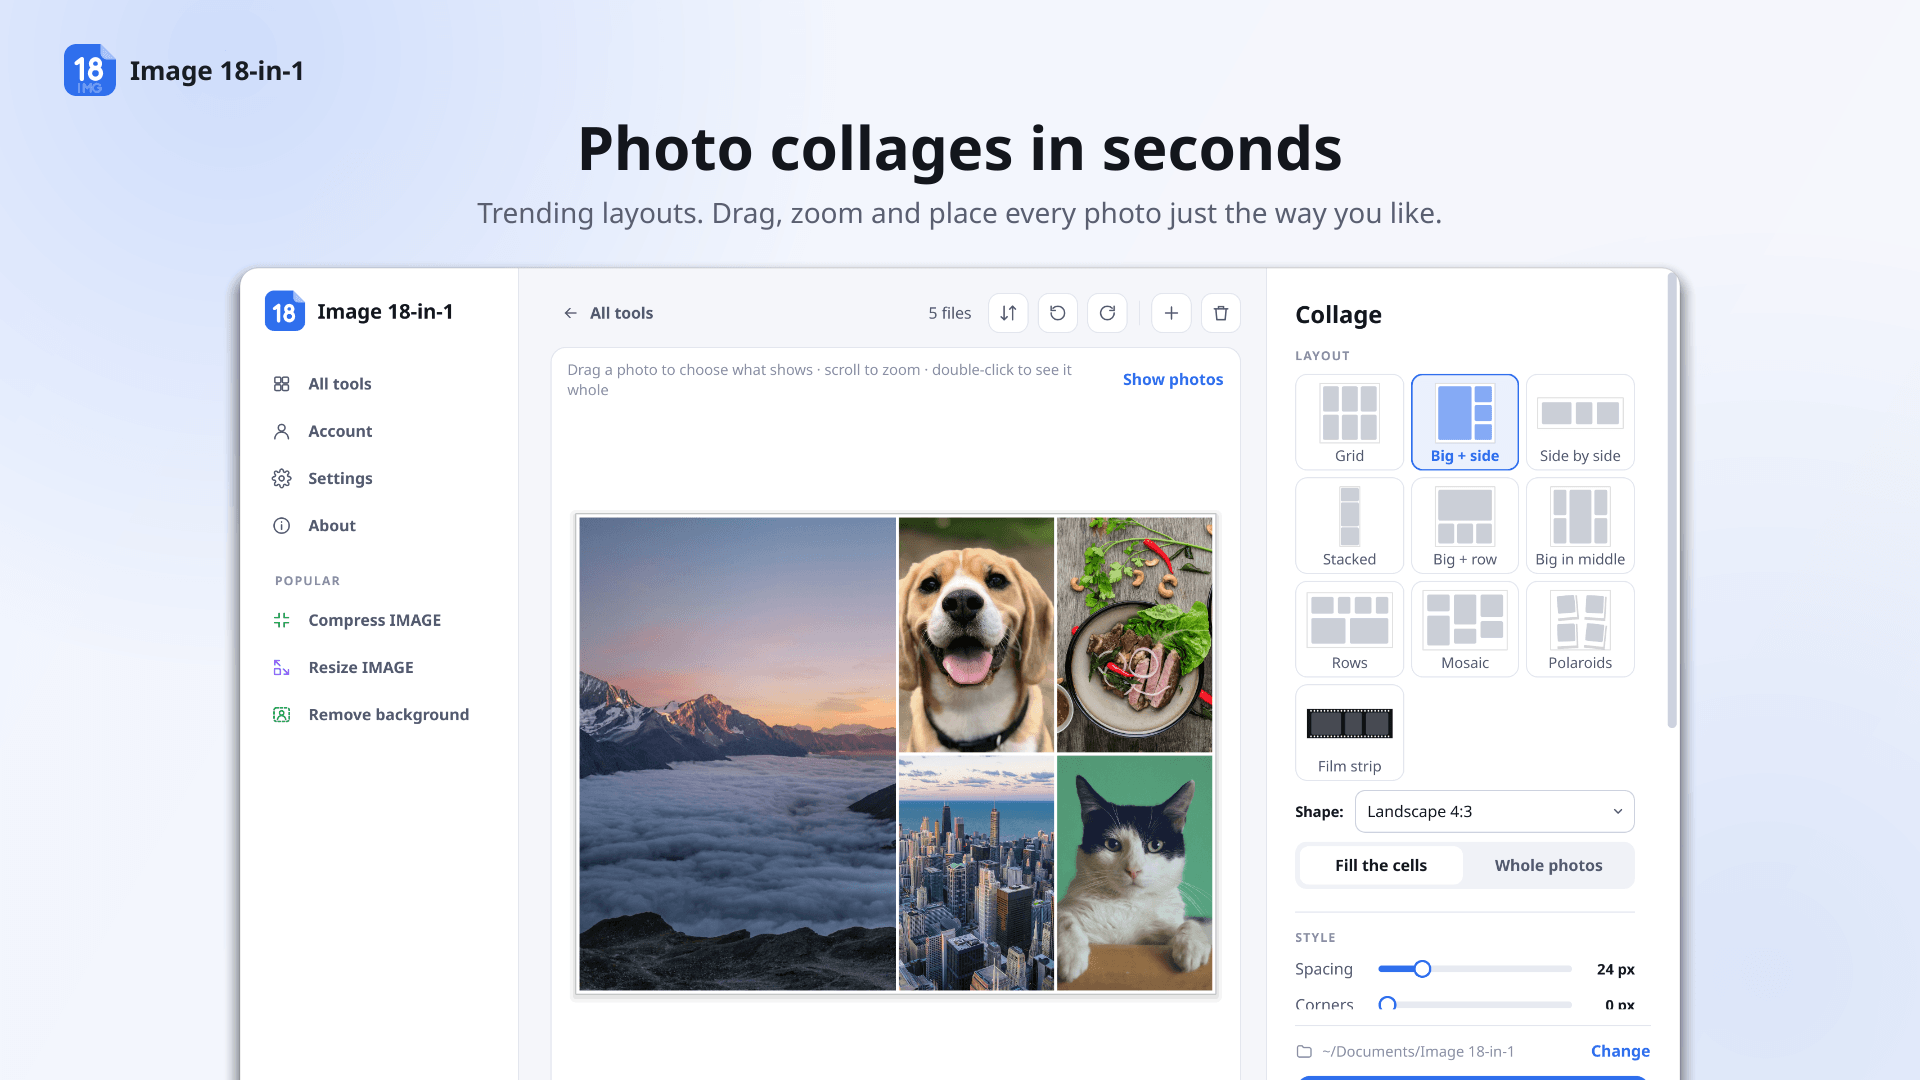 18
IMG
Image 18-in-1
Photo collages in seconds
Trending layouts. Drag, zoom and place every photo just the way you like.
18
Image 18-in-1
All tools
Account
Settings
About
POPULAR
Compress IMAGE
Resize IMAGE
Remove background
All tools
5 files
Drag a photo to choose what shows · scroll to zoom · double-click to see it
whole
Show photos
Collage
LAYOUT
Grid
Big + side
Side by side
Stacked
Big + row
Big in middle
Rows
Mosaic
Polaroids
Film strip
Shape:
Landscape 4:3
Fill the cells
Whole photos
STYLE
Spacing
24 px
Corners
0 px
~/Documents/Image 18-in-1
Change